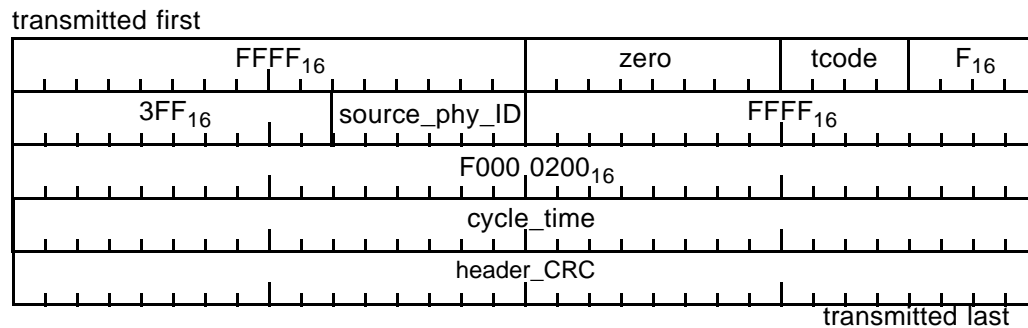 transmitted first
FFFF16 zero tcode F16
3FF16 source_phy_ID FFFF16
F000 020016
cycle_time
header_CRC
transmitted last